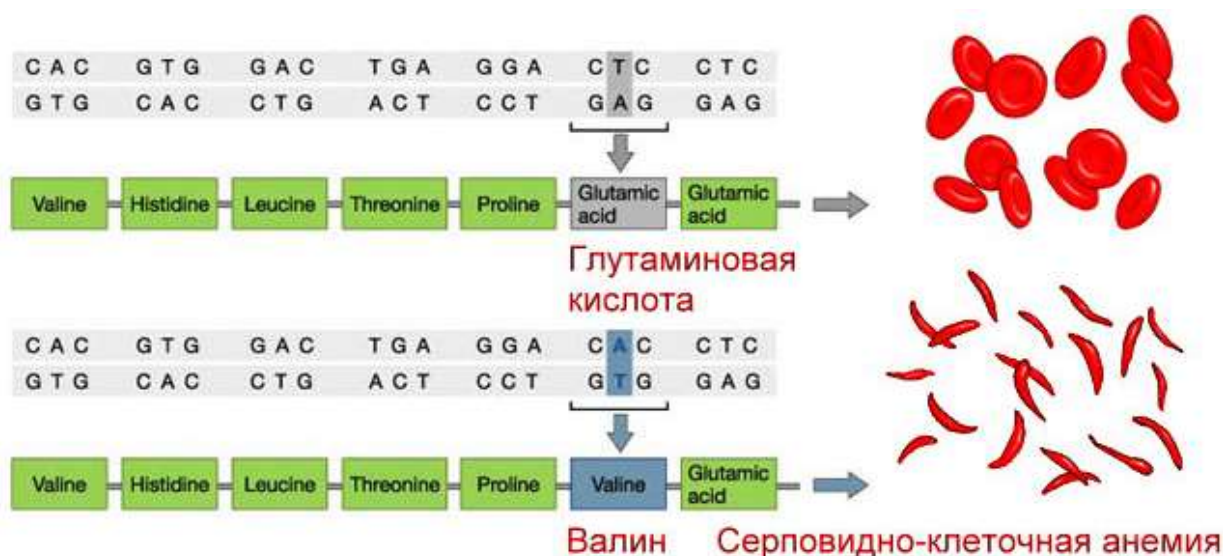 CAC GTG GAC TGA GGA CTC CTC
GTG CAC CTG ACT CCT GAG GAG
Valine Histidine Leucine Threonine Proline Glutamic acid Glutamic acid
Глутаминовая
кислота
CAC GTG GAC TGA GGA CAC CTC
GTG CAC CTG ACT CCT GTG GAG
Valine Histidine Leucine Threonine Proline Valine Glutamic acid
Валин Серповидно-клеточная анемия